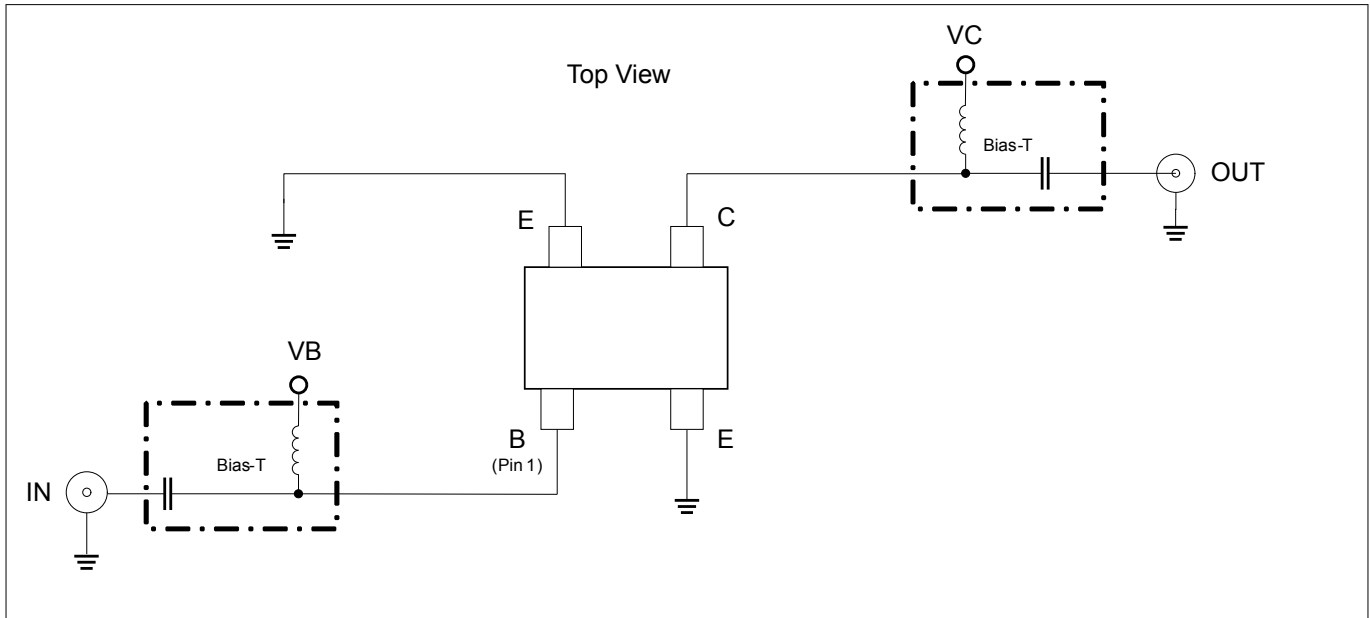 VC
Top View
Bias-T
OUT
E
C
VB
B
E
(Pin 1)
Bias-T
IN